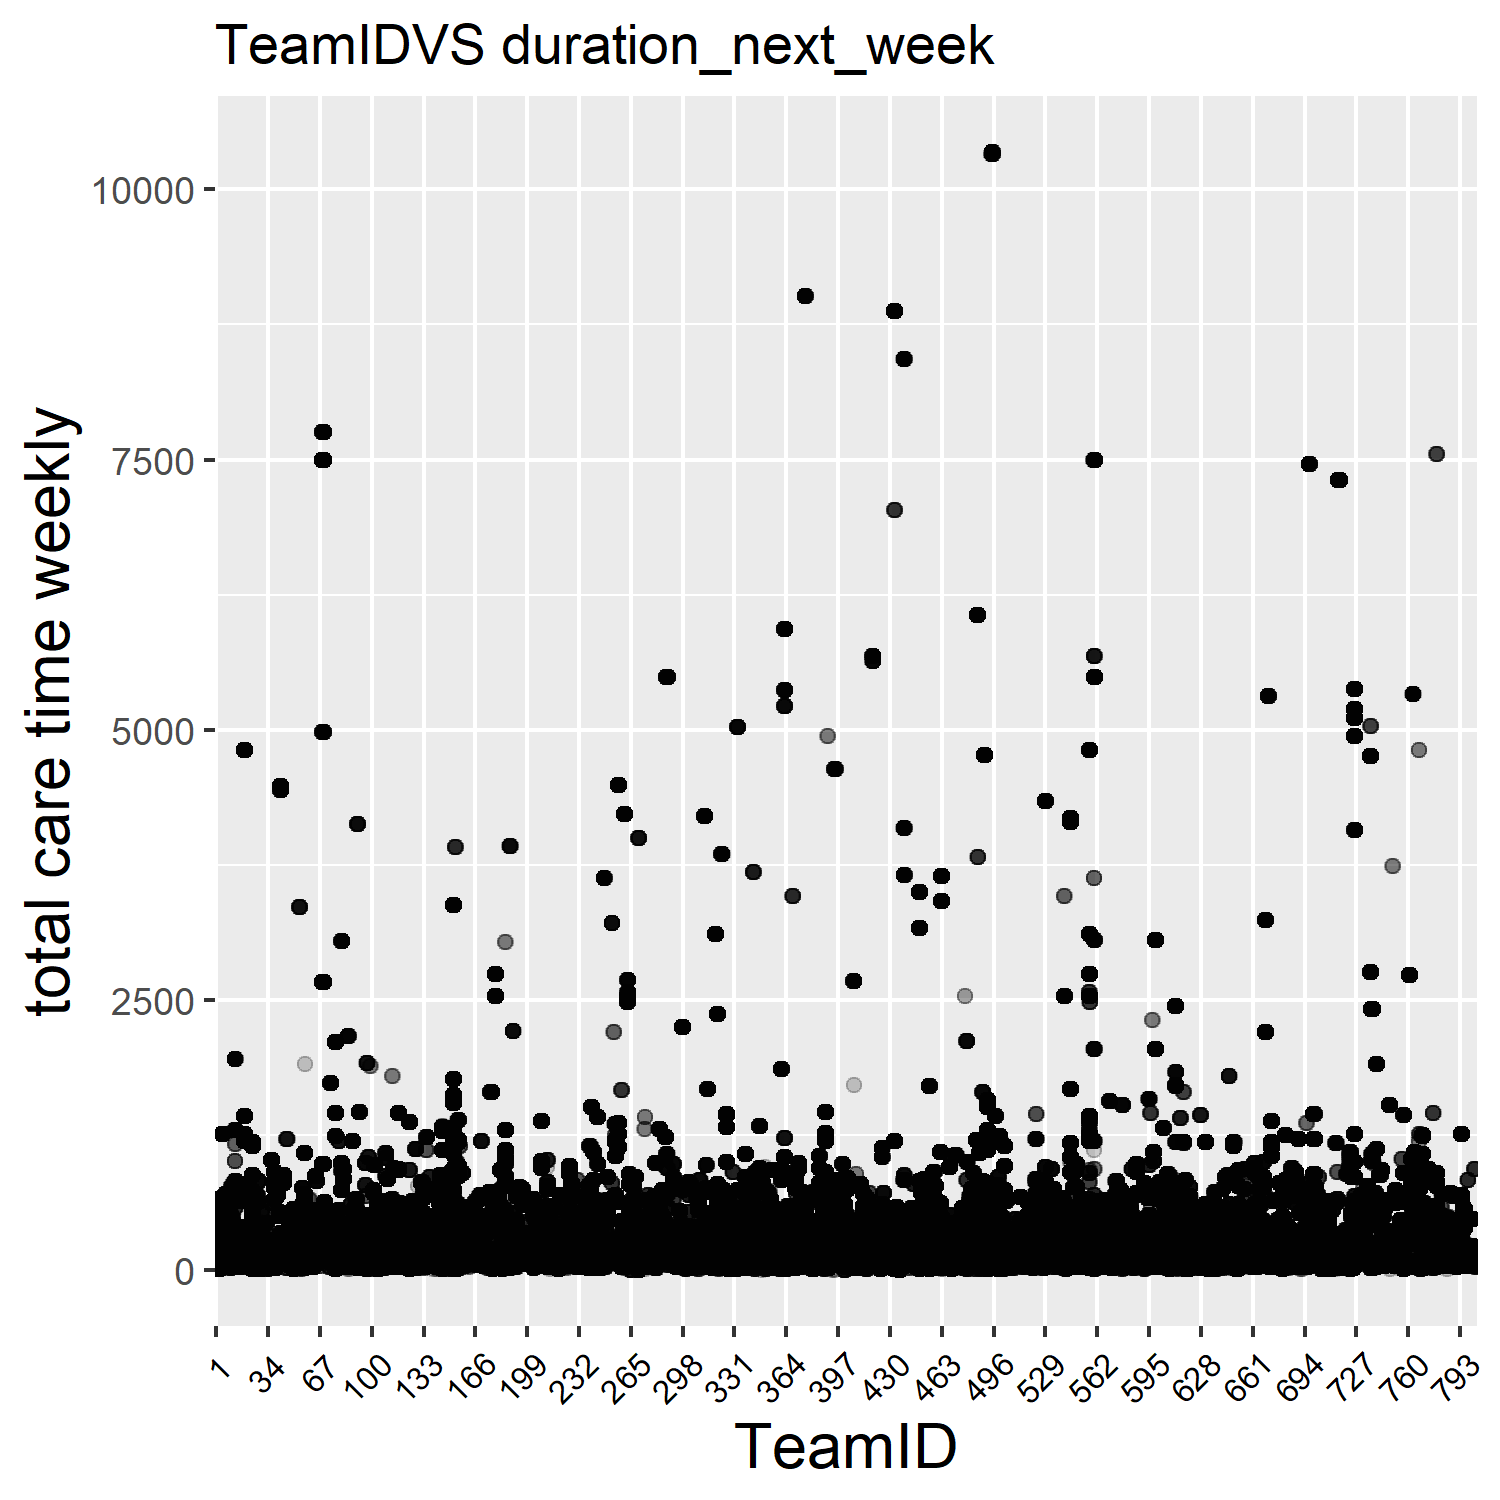 TeamIDVS duration_next_week
total care time weekly
10000
7500
5000
2500
0
1 34 67 100 133 166 199 232 265 298 331 364 397 430 463 496 529 562 595 628 661 694 727 760 793
TeamID